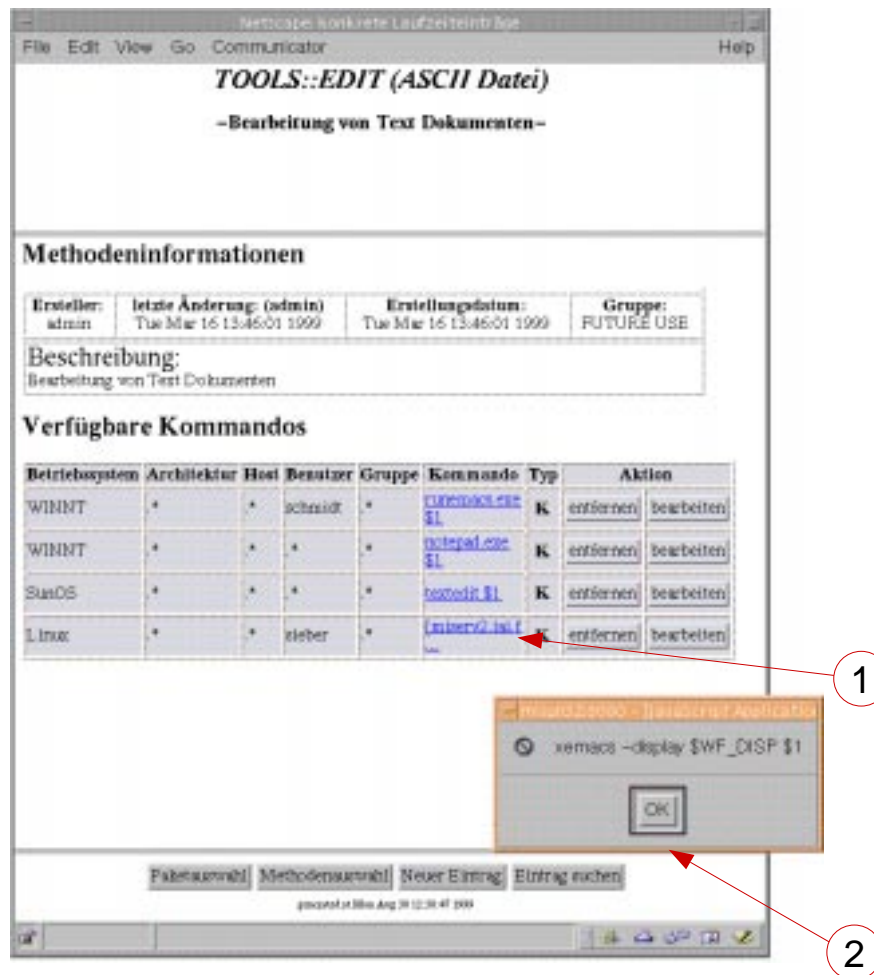 Netscape: konkrete Laufzeiteinträge
File Edit View Go Communicator Help
TOOLS::EDIT (ASCII Datei)
–Bearbeitung von Text Dokumenten–
Methodeninformationen
Ersteller: letzte Änderung: (admin) Erstellungsdatum: Gruppe:
admin Tue Mar 16 13:46:01 1999 Tue Mar 16 13:46:01 1999 FUTURE USE
Beschreibung:
Bearbeitung von Text Dokumenten
Verfügbare Kommandos
Betriebssystem Architektur Host Benutzer Gruppe Kommando Typ Aktion
WINNT .* .* schmidt .* runemacs.exe $1 K entfernen bearbeiten
WINNT .* .* .* .* notepad.exe $1 K entfernen bearbeiten
SunOS .* .* .* .* textedit $1 K entfernen bearbeiten
Linux .* .* sieber .* ... K entfernen bearbeiten
1
xemacs –display $WF_DISP $1
OK
Paketauswahl Methodenauswahl Neuer Eintrag Eintrag suchen
2